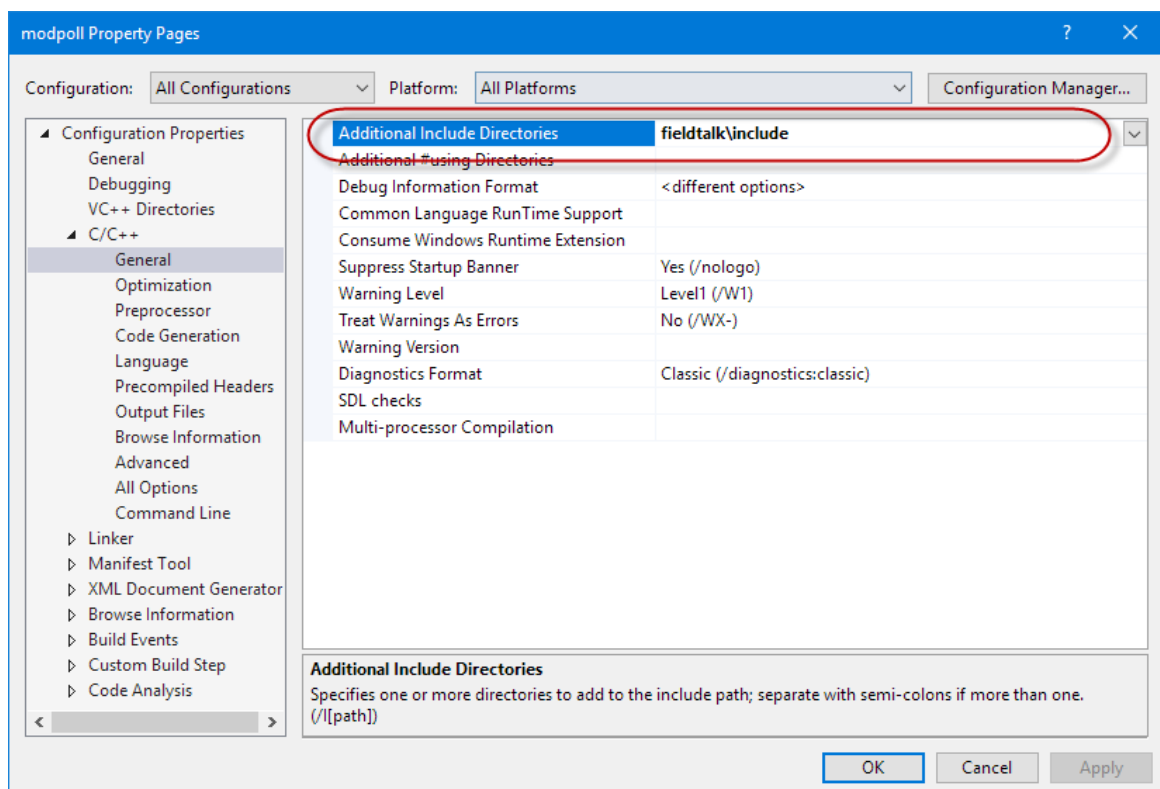 modpoll Property Pages
Configuration: All Configurations Platform: All Platforms Configuration Manager...
Configuration Properties
General
Debugging
VC++ Directories
C/C++
General
Optimization
Preprocessor
Code Generation
Language
Precompiled Headers
Output Files
Browse Information
Advanced
All Options
Command Line
Linker
Manifest Tool
XML Document Generator
Browse Information
Build Events
Custom Build Step
Code Analysis
Additional Include Directories fieldtalk\include
Additional #using Directories
Debug Information Format <different options>
Common Language RunTime Support
Consume Windows Runtime Extension
Suppress Startup Banner Yes (/nologo)
Warning Level Level1 (/W1)
Treat Warnings As Errors No (/WX-)
Warning Version
Diagnostics Format Classic (/diagnostics:classic)
SDL checks
Multi-processor Compilation
Additional Include Directories
Specifies one or more directories to add to the include path; separate with semi-colons if more than one.
(/I[path])
OK Cancel Apply